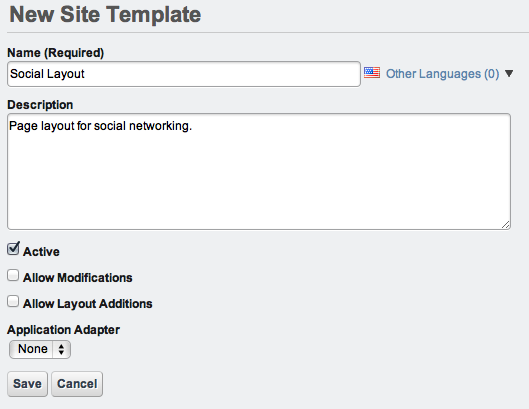 New Site Template
Name (Required)
Social Layout
Other Languages (0)
Description
Page layout for social networking.
Active
Allow Modifications
Allow Layout Additions
Application Adapter
None
Save Cancel